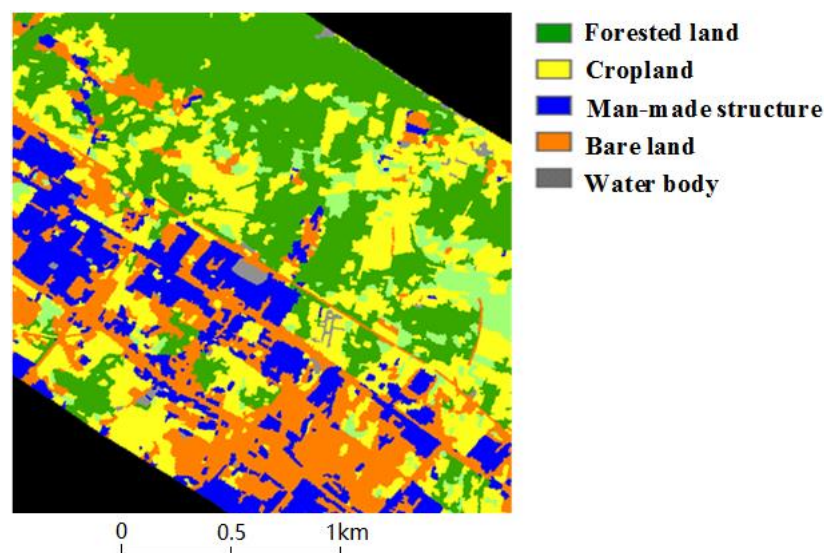 Forested land
Cropland
Man-made structure
Bare land
Water body
0 0.5 1km